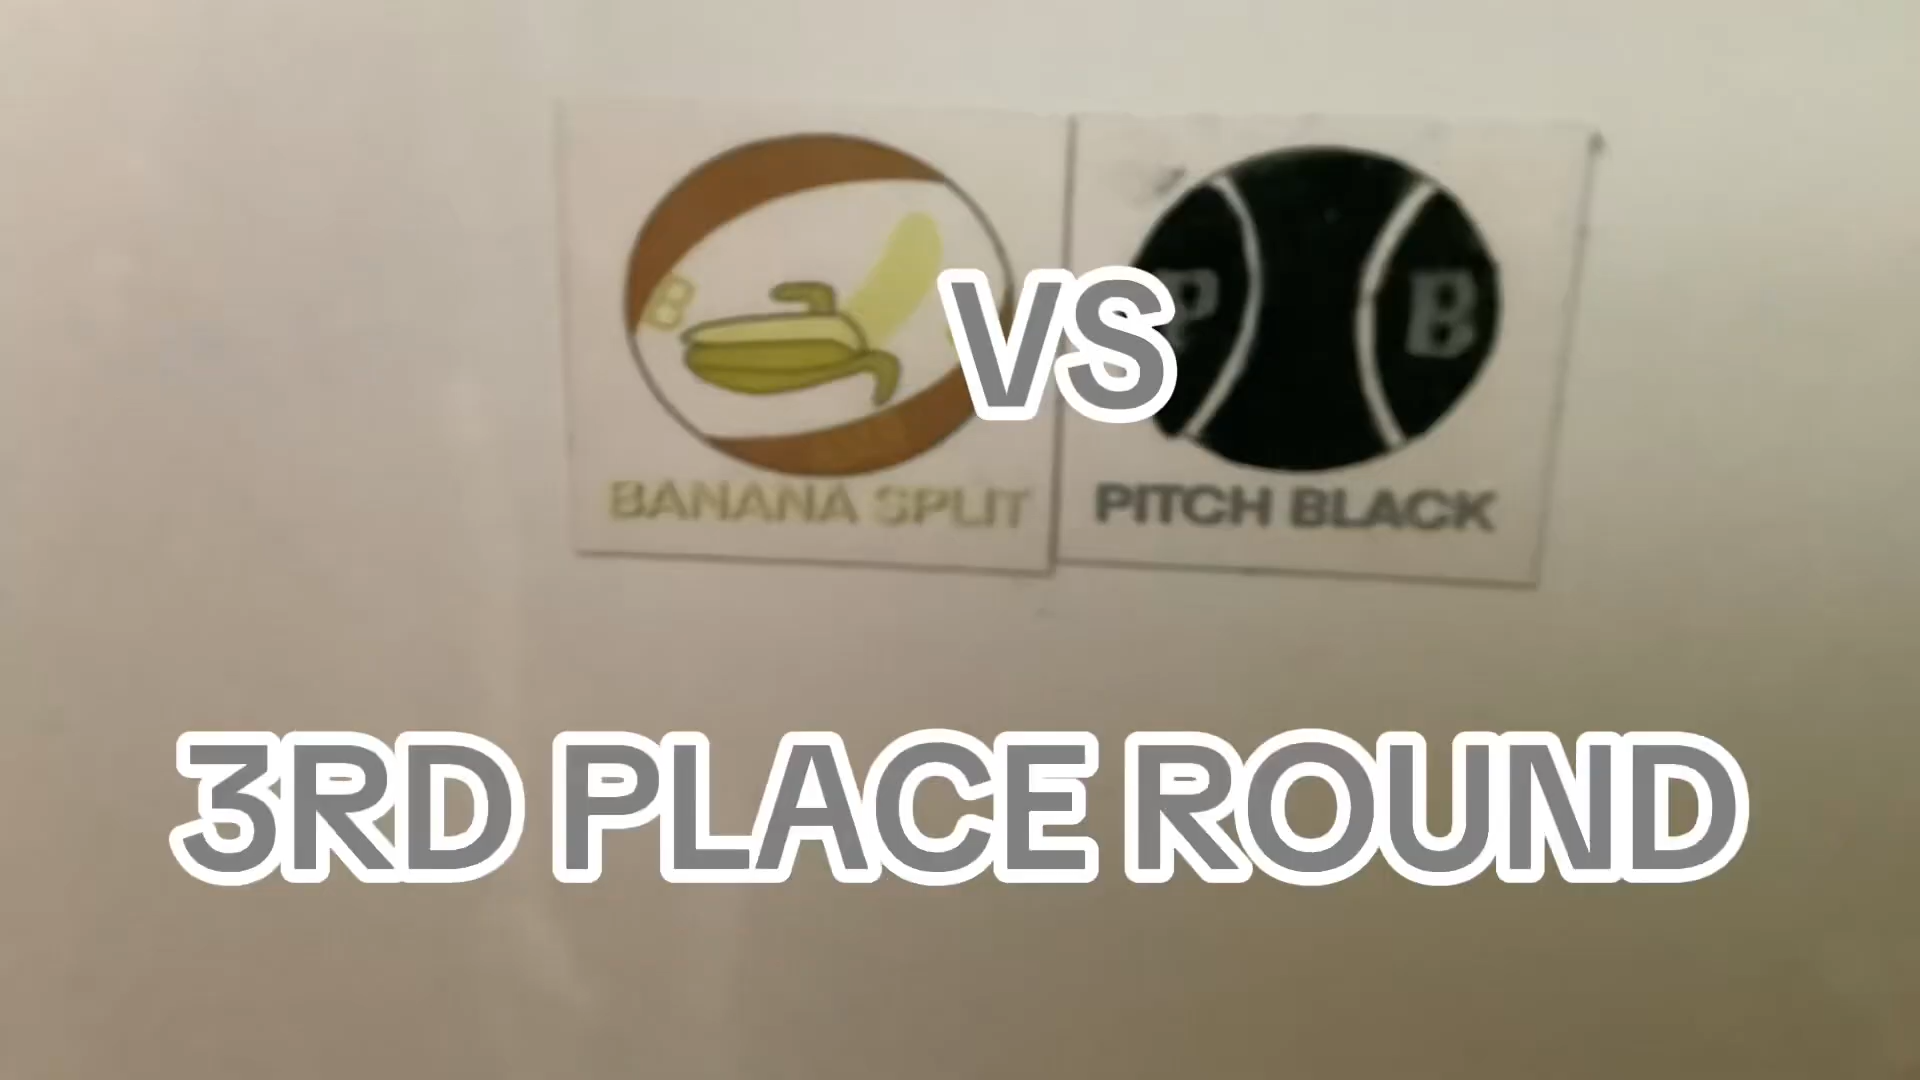 B
VS
P B
BANANA SPLIT PITCH BLACK
3RD PLACE ROUND